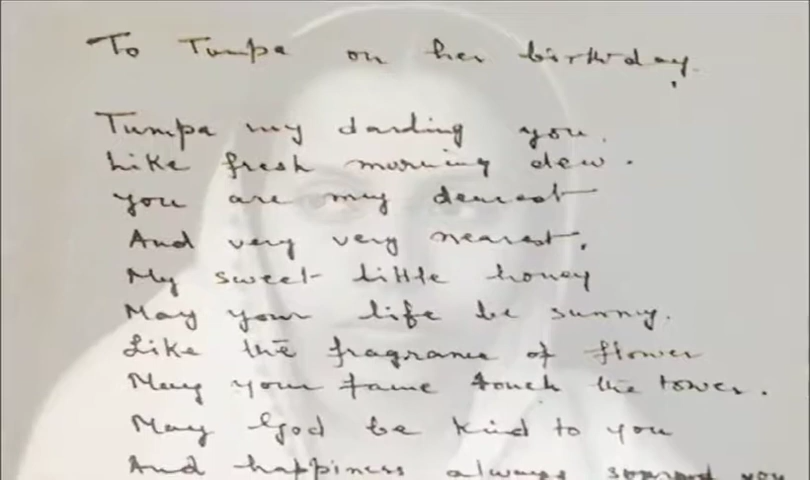 To Tumpa on her birthday.
Tumpa my darling you.
Like fresh morning dew.
you are my dearest
And very very nearest.
My sweet little honey
May your life be sunny.
Like the fragrance of flower
May your fame touch the tower.
May God be kind to you
And happiness always you